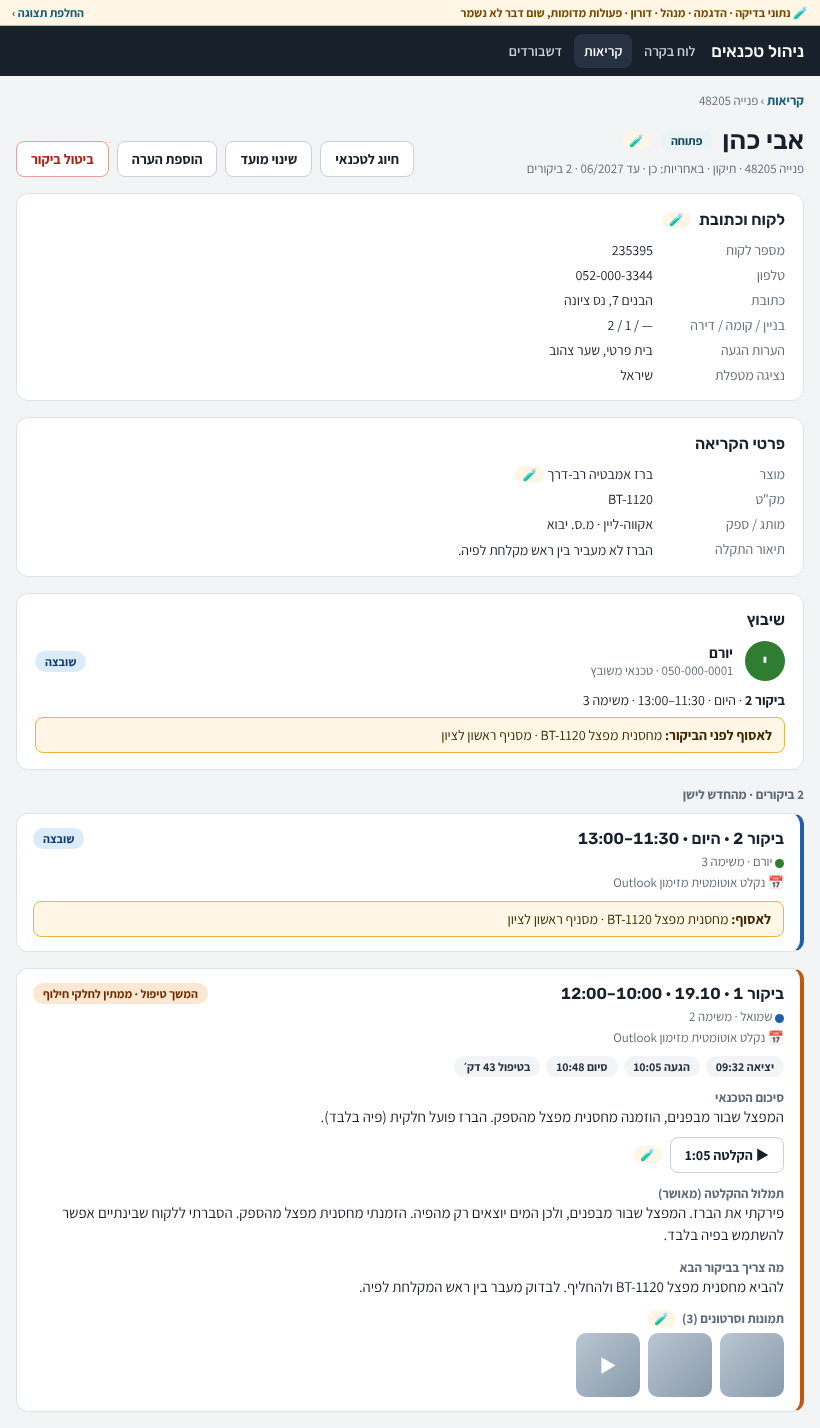 🧪 נתוני בדיקה · הדגמה · מנהל · דורון · פעולות מדומות, שום דבר לא נשמר
החלפת תצוגה ›
ניהול טכנאים לוח בקרה קריאות דשבורדים
קריאות › פנייה 48205
אבי כהן פתוחה 🧪
פנייה 48205 · תיקון · באחריות: כן · עד 06/2027 · 2 ביקורים
חיוג לטכנאי שינוי מועד הוספת הערה ביטול ביקור
לקוח וכתובת 🧪
מספר לקוח 235395
טלפון 052-000-3344
כתובת הבנים 7, נס ציונה
בניין / קומה / דירה — / 1 / 2
הערות הגעה בית פרטי, שער צהוב
נציגה מטפלת שיראל
פרטי הקריאה
מוצר ברז אמבטיה רב-דרך 🧪
מק"ט BT-1120
מותג / ספק אקווה-ליין · מ.ס. יבוא
תיאור התקלה הברז לא מעביר בין ראש מקלחת לפיה.
שיבוץ
י יורם שובצה
050-000-0001 · טכנאי משובץ
ביקור 2 · היום · 11:30–13:00 · משימה 3
לאסוף לפני הביקור: מחסנית מפצל BT-1120 · מסניף ראשון לציון
2 ביקורים · מהחדש לישן
ביקור 2 · היום · 11:30–13:00 שובצה
יורם · משימה 3
📅 נקלט אוטומטית מזימון Outlook
לאסוף: מחסנית מפצל BT-1120 · מסניף ראשון לציון
ביקור 1 · 19.10 · 10:00–12:00 המשך טיפול · ממתין לחלקי חילוף
שמואל · משימה 2
📅 נקלט אוטומטית מזימון Outlook
יציאה 09:32 הגעה 10:05 סיום 10:48 בטיפול 43 דק׳
סיכום הטכנאי
המפצל שבור מבפנים, הוזמנה מחסנית מפצל מהספק. הברז פועל חלקית (פיה בלבד).
▶ הקלטה 1:05 🧪
תמלול ההקלטה (מאושר)
פירקתי את הברז. המפצל שבור מבפנים, ולכן המים יוצאים רק מהפיה. הזמנתי מחסנית מפצל מהספק. הסברתי ללקוח שבינתיים אפשר
להשתמש בפיה בלבד.
מה צריך בביקור הבא
להביא מחסנית מפצל BT-1120 ולהחליף. לבדוק מעבר בין ראש המקלחת לפיה.
תמונות וסרטונים (3) 🧪